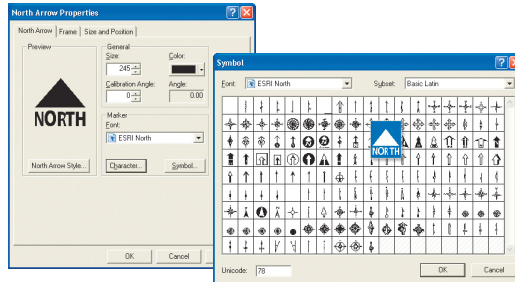 North Arrow Properties
North Arrow Frame Size and Position
Preview
NORTH
North Arrow Style...
General
Size: Color:
245
Calibration Angle: Angle:
0 0.00
Marker
Font:
ESRI North
Character... Symbol...
OK Cancel
Symbol
Font: ESRI North Subset: Basic Latin
NORTH
Unicode: 78
OK Cancel